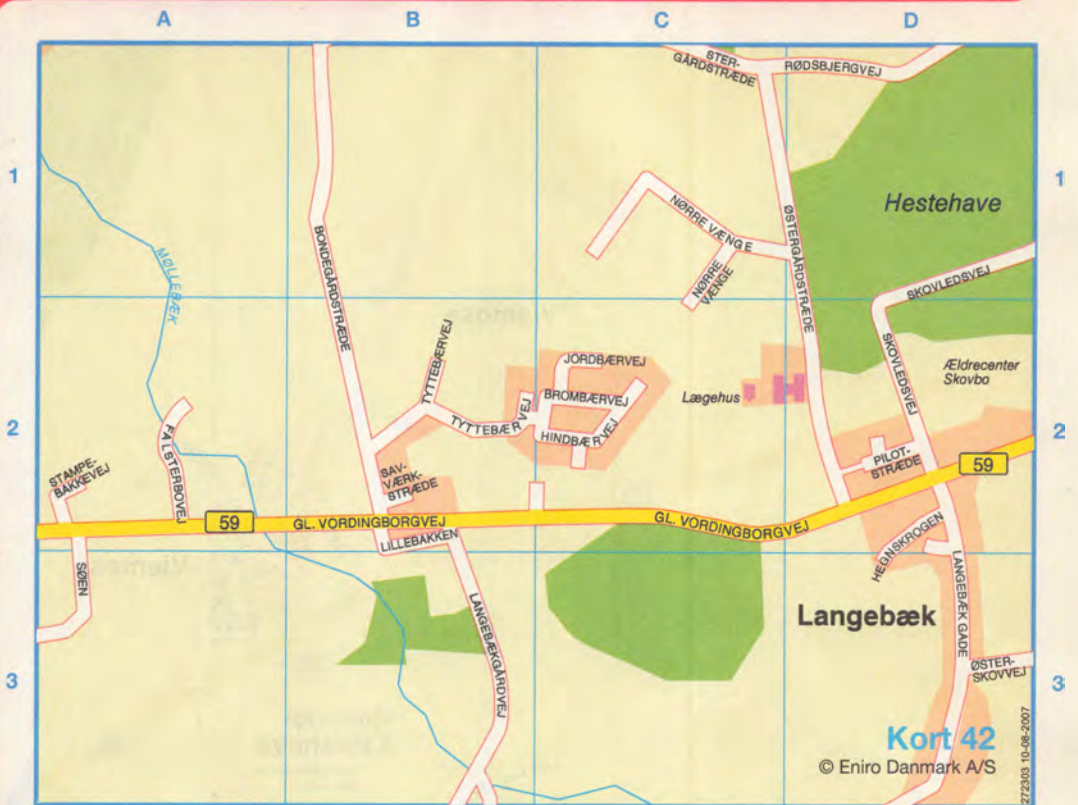 A B C D
STER-
GÅRDSTRÆDE
RØDSBJERGVEJ
1
1
Hestehave
NØRRE VÆNGE
NØRRE
VÆNGE
ØSTERGÅRDSTRÆDE
MØLLEBÆK
BONDEGÅRDSTRÆDE
SKOVLEDSVEJ
SKOVLEDSVEJ
TYTTEBÆRVEJ
JORDBÆRVEJ
Ældrecenter
Skovbo
BROMBÆRVEJ
Lægehus
2
2
TYTTEBÆRVEJ
HINDBÆRVEJ
FALSTERBOVEJ
STAMPE-
BAKKEVEJ
SAV-
VÆRK-
STRÆDE
PILOT-
STRÆDE
59
59
GL. VORDINGBORGVEJ
GL. VORDINGBORGVEJ
LILLEBAKKEN
HEGNSKROGEN
SØEN
LANGEBÆKGÅRDVEJ
LANGEBÆK GADE
Langebæk
ØSTER-
SKOVVEJ
3
3
Kort 42
© Eniro Danmark A/S
272303 10-08-2007